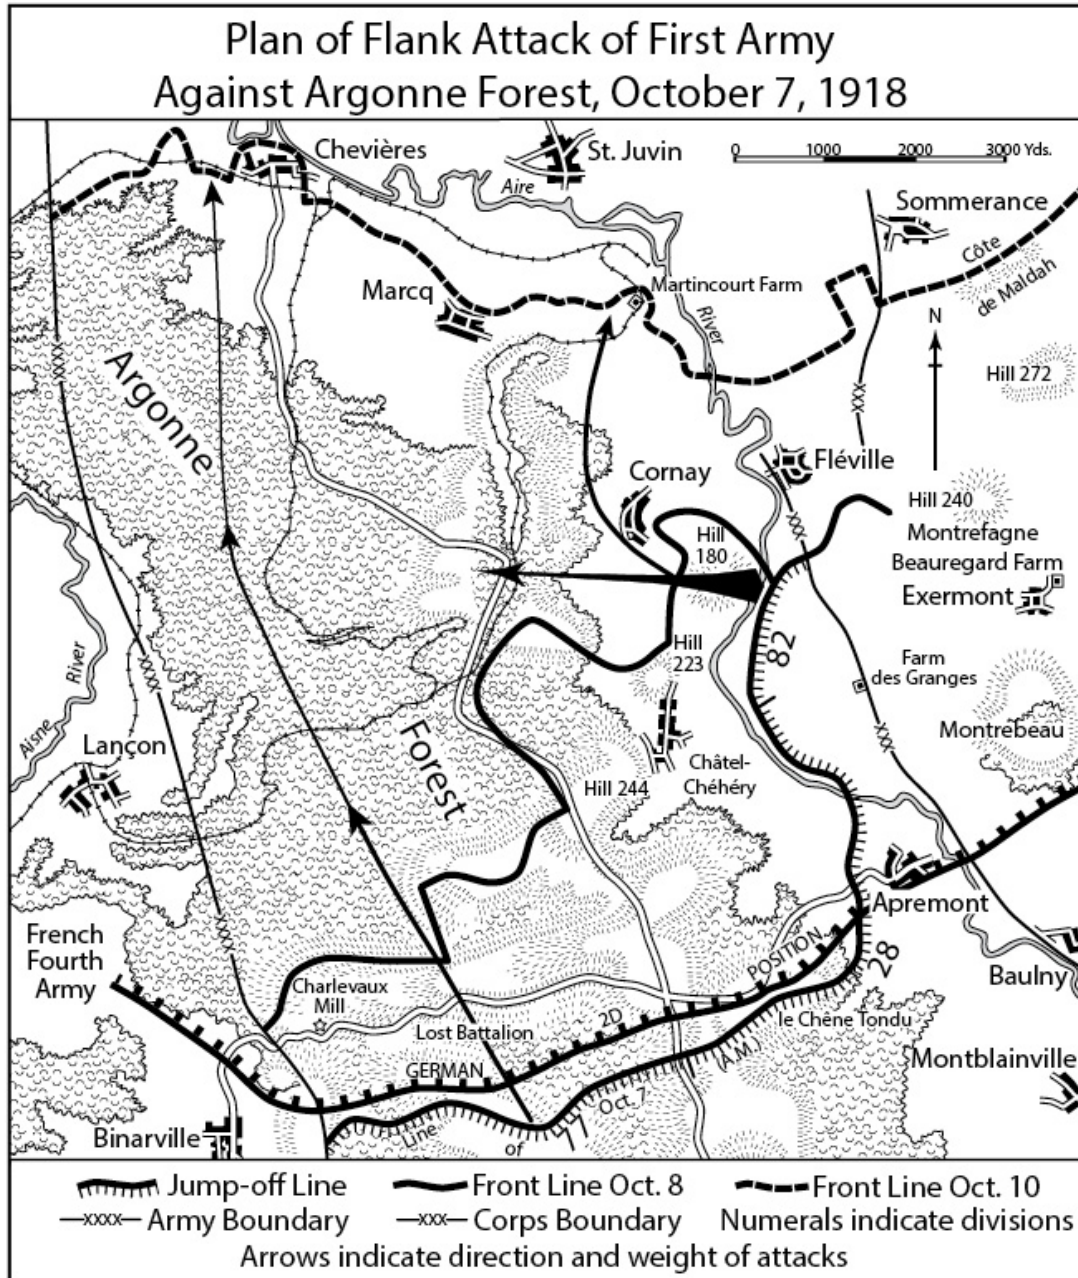 Plan of Flank Attack of First Army
Against Argonne Forest, October 7, 1918
Chevières
St. Juvin
0 1000 2000 3000 Yds.
Aire
Sommerance
Côte
de Maldah
Marcq
Martincourt Farm
River
N
Hill 272
Argonne
Cornay
Fléville
Hill 240
Montrefagne
Hill
180
Beauregard Farm
Exermont
82
Hill
223
Farm
des Granges
River
Aisne
Lançon
Forest
Montrebeau
Châtel-
Chéhéry
Hill 244
Apremont
French
Fourth
Army
POSITION
28
Baulny
Charlevaux
Mill
Lost Battalion
2D
le Chêne Tondu
GERMAN
(A.M.)
Montblainville
Oct. 7
Binarville
Line
of
Jump-off Line
Front Line Oct. 8
Front Line Oct. 10
XXXX Army Boundary
XXX Corps Boundary
Numerals indicate divisions
Arrows indicate direction and weight of attacks